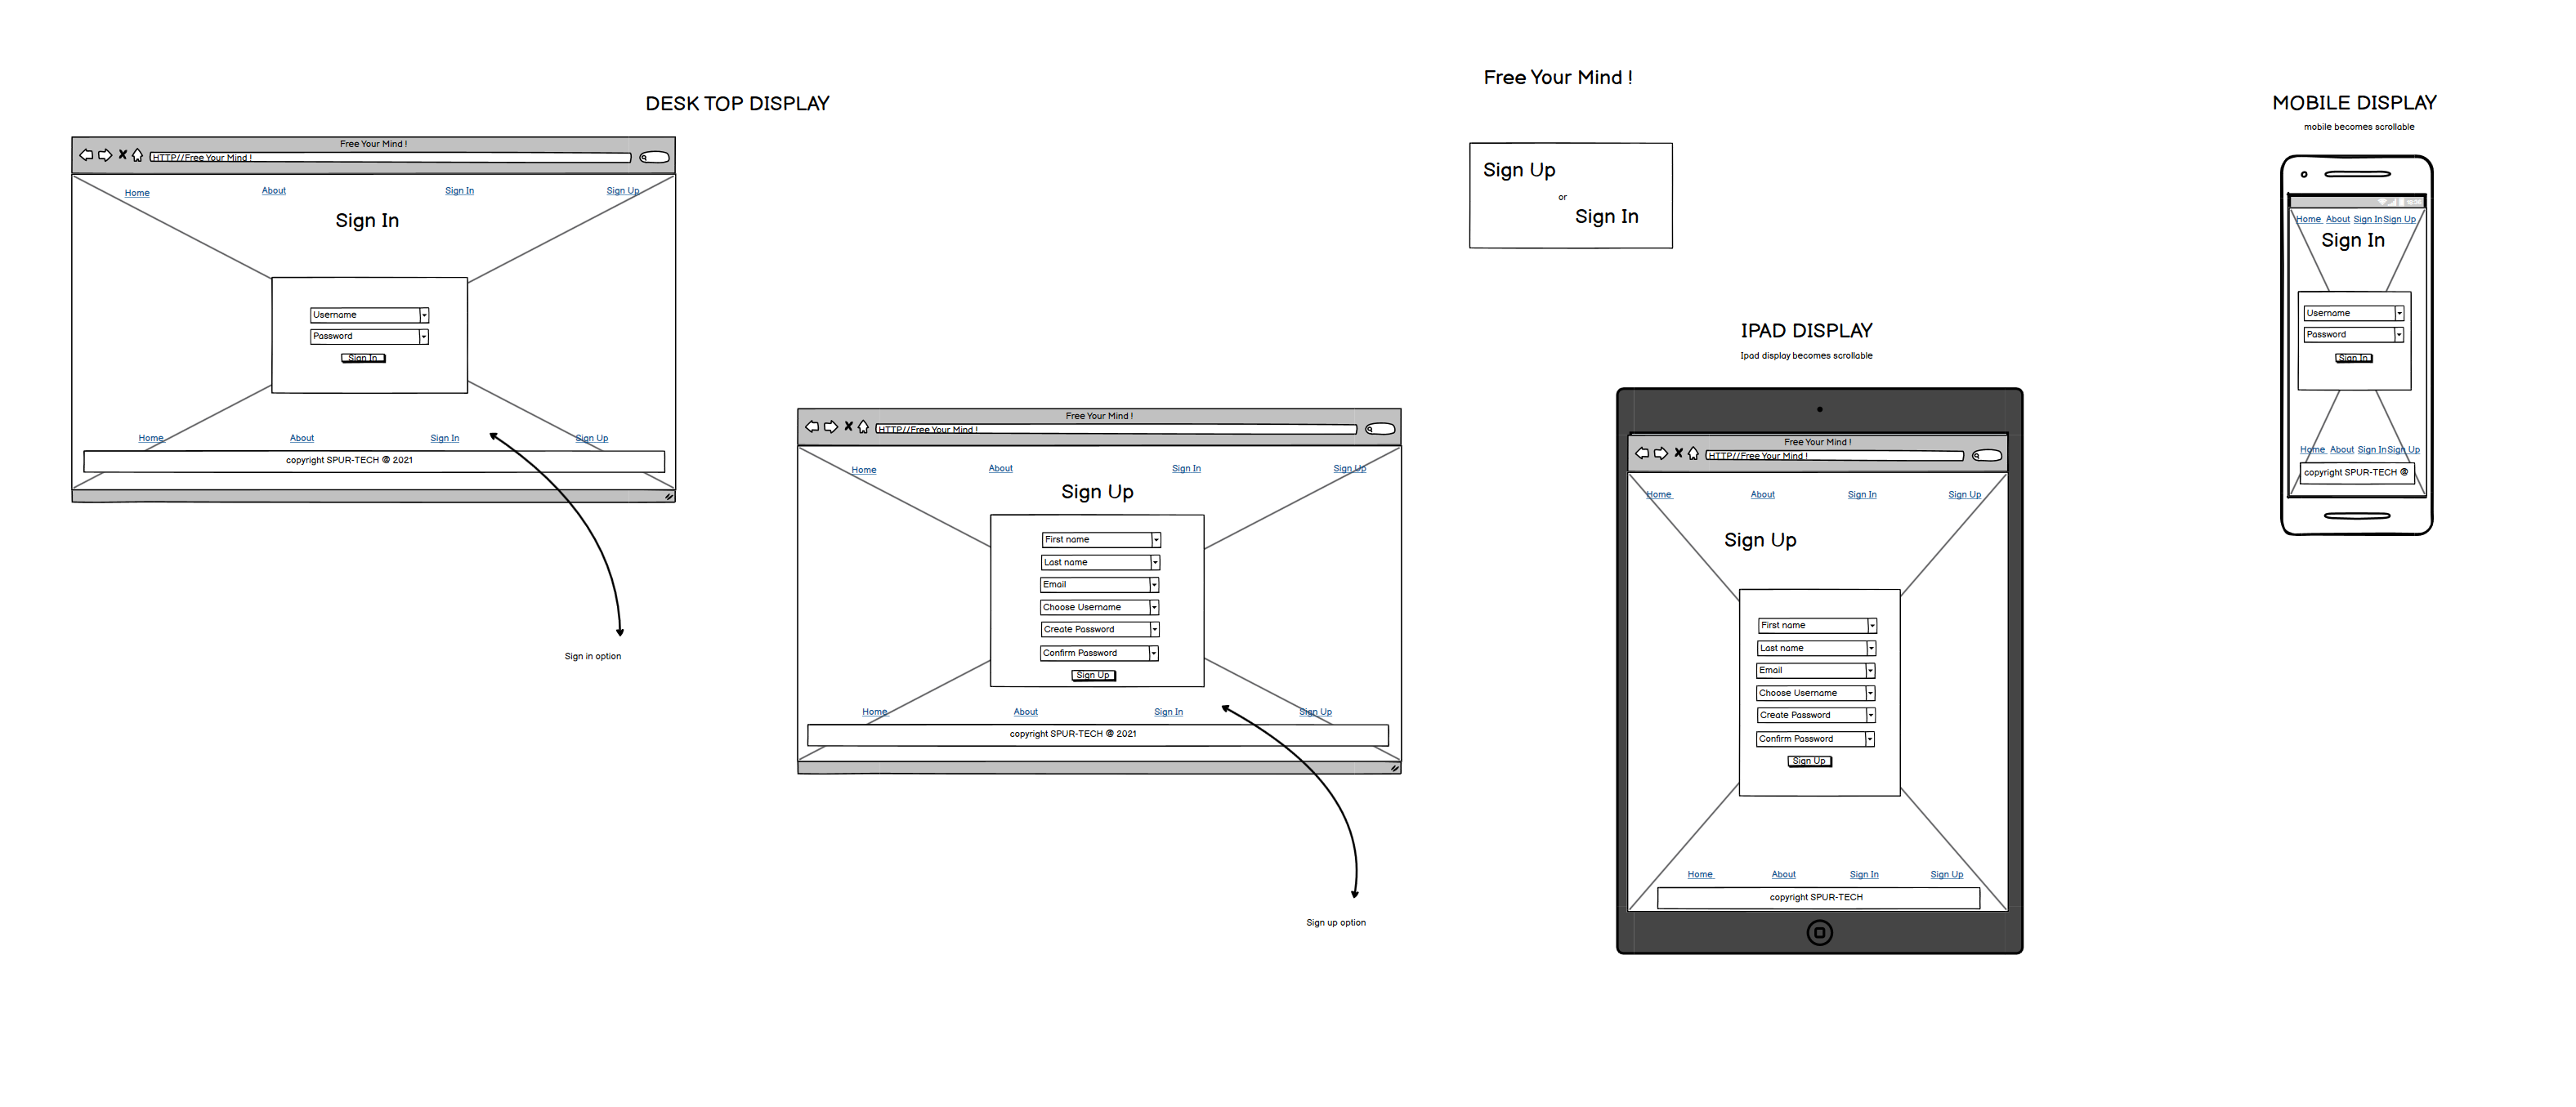 Free Your Mind !
DESK TOP DISPLAY
Free Your Mind !
HTTP//Free Your Mind !
Home About Sign In Sign Up
Sign In
Username
Password
Sign In
Home About Sign In Sign Up
copyright SPUR-TECH @ 2021
Sign in option
Free Your Mind !
HTTP//Free Your Mind !
Home About Sign In Sign Up
Sign Up
First name
Last name
Email
Choose Username
Create Password
Confirm Password
Sign Up
Home About Sign In Sign Up
copyright SPUR-TECH @ 2021
Sign up option
Sign Up
or
Sign In
IPAD DISPLAY
Ipad display becomes scrollable
Free Your Mind !
HTTP//Free Your Mind !
Home About Sign In Sign Up
Sign Up
First name
Last name
Email
Choose Username
Create Password
Confirm Password
Sign Up
Home About Sign In Sign Up
copyright SPUR-TECH
MOBILE DISPLAY
mobile becomes scrollable
Home About Sign In Sign Up
Sign In
Username
Password
Sign In
Home About Sign In Sign Up
copyright SPUR-TECH @